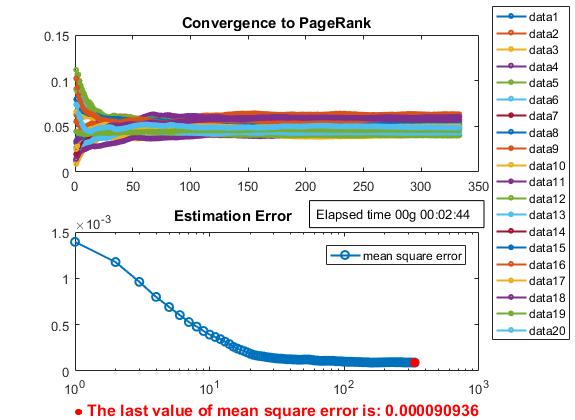 Convergence to PageRank
0.15
0.1
0.05
0
0 50 100 150 200 250 300 350
data1
data2
data3
data4
data5
data6
data7
data8
data9
data10
data11
data12
data13
data14
data15
data16
data17
data18
data19
data20
Estimation Error
Elapsed time 00g 00:02:44
×10⁻³
1.5
1
0.5
0
mean square error
10⁰ 10¹ 10² 10³
The last value of mean square error is: 0.000090936